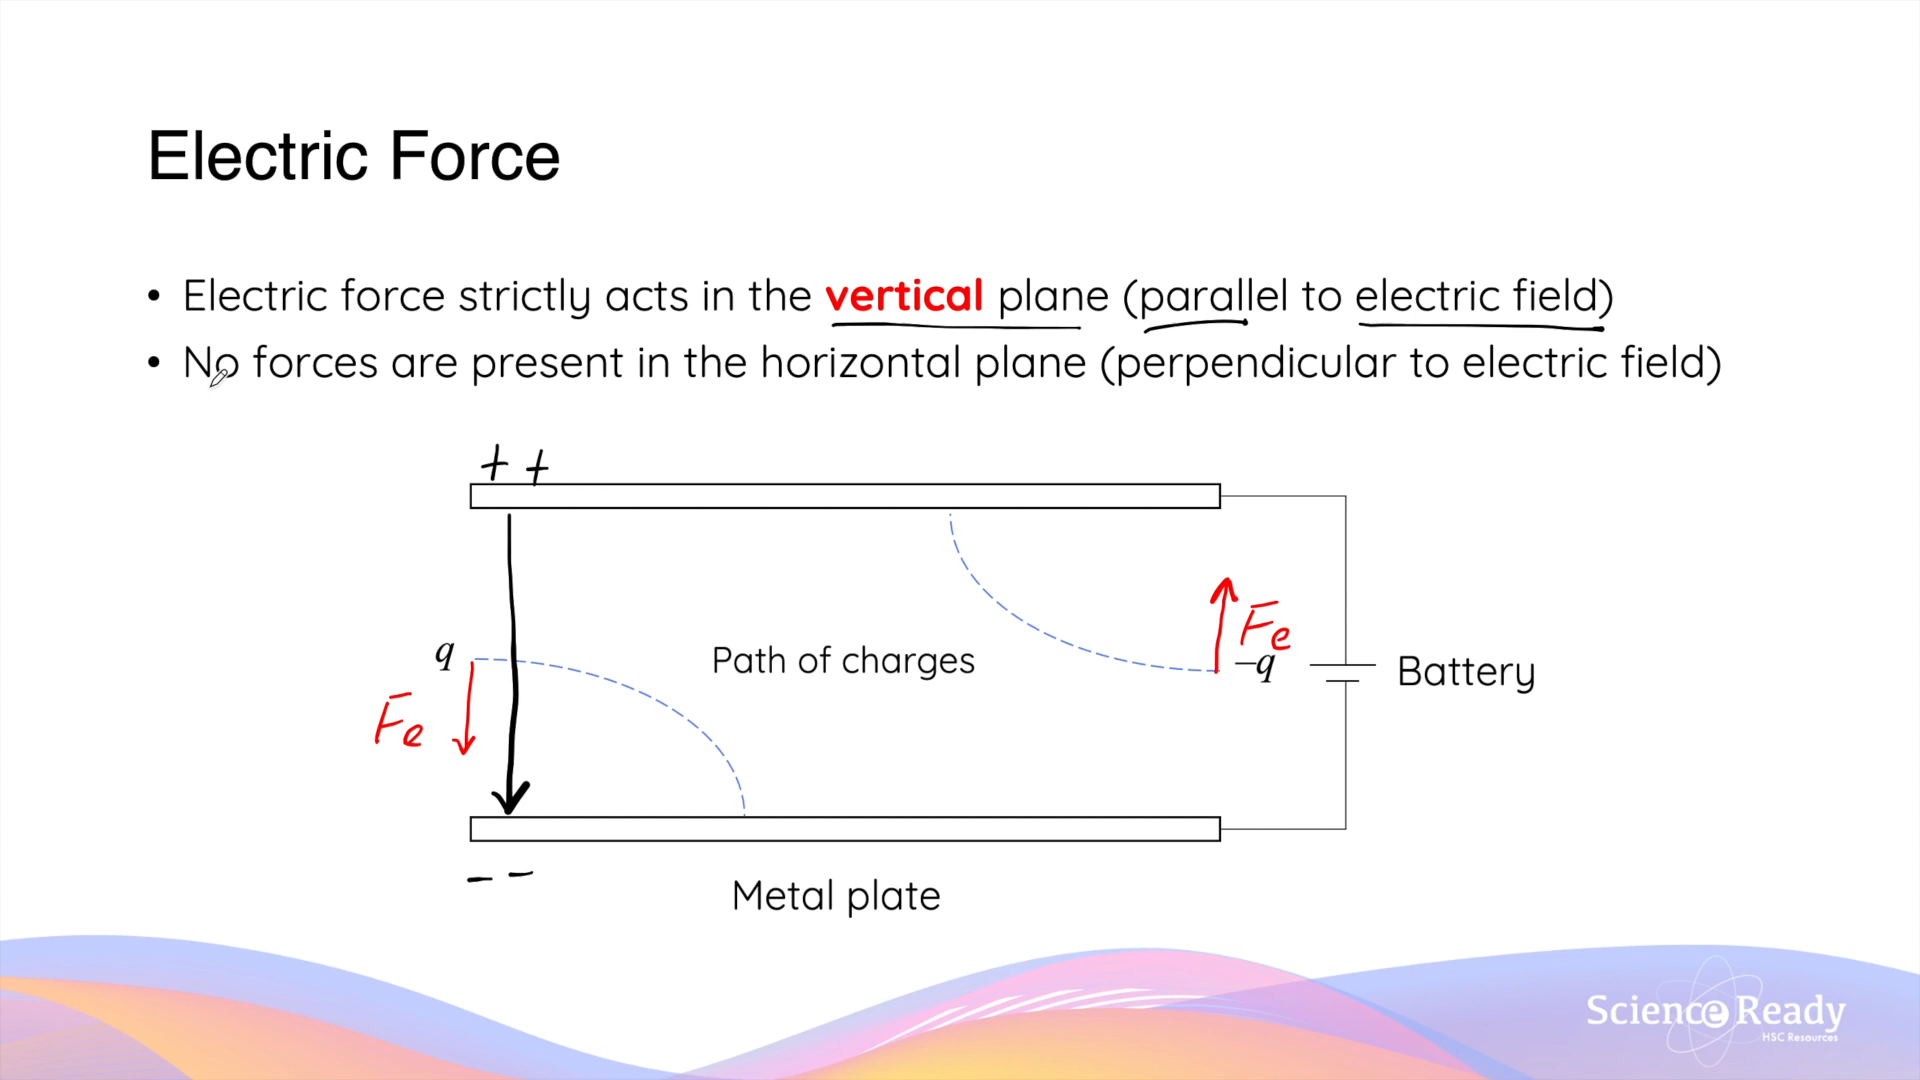 Electric Force
• Electric force strictly acts in the vertical plane (parallel to electric field)
• No forces are present in the horizontal plane (perpendicular to electric field)
+ +
q
Fe
Path of charges
Fe
−q
Battery
− −
Metal plate
Science Ready
HSC Resources